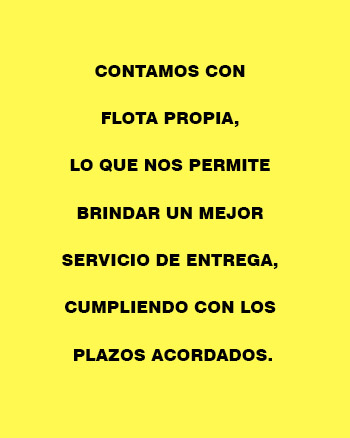 CONTAMOS CON
FLOTA PROPIA,
LO QUE NOS PERMITE
BRINDAR UN MEJOR
SERVICIO DE ENTREGA,
CUMPLIENDO CON LOS
PLAZOS ACORDADOS.